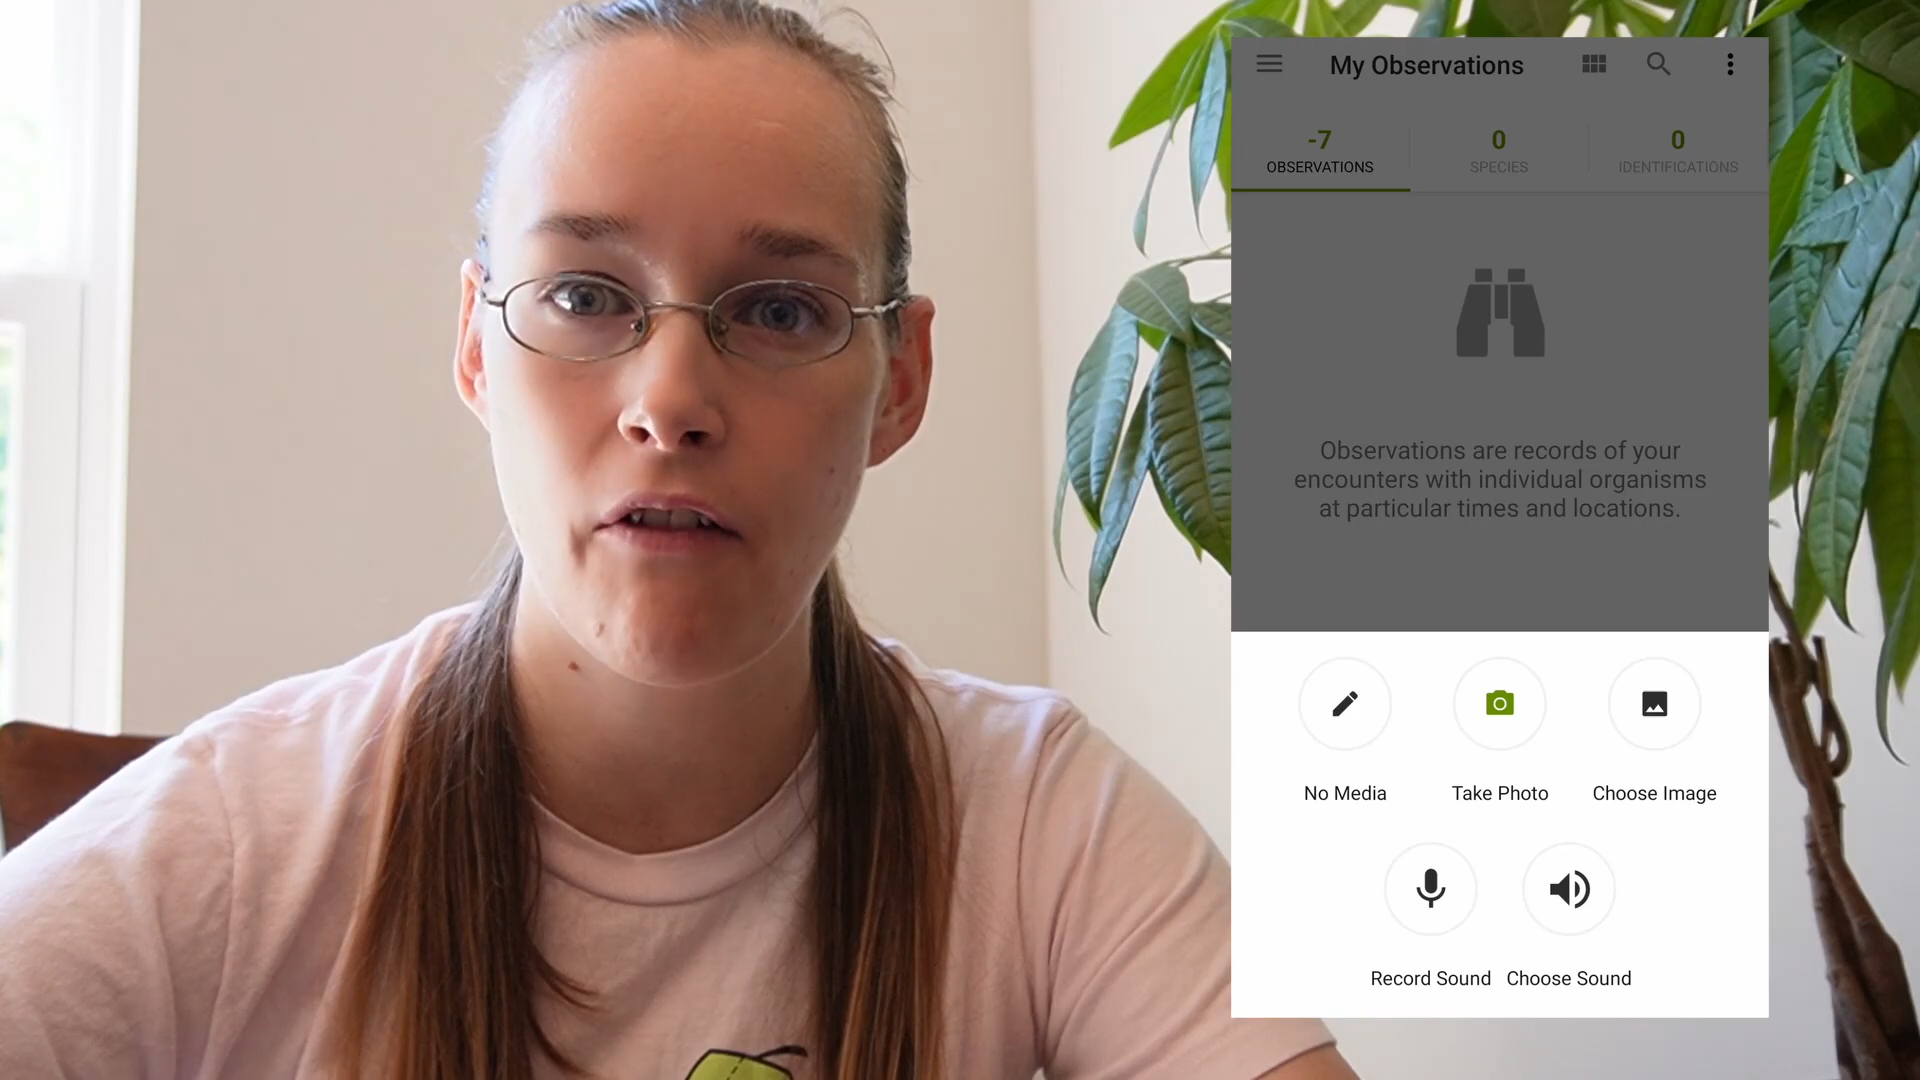 My Observations
-7
OBSERVATIONS
0
SPECIES
0
IDENTIFICATIONS
Observations are records of your
encounters with individual organisms
at particular times and locations.
No Media
Take Photo
Choose Image
Record Sound
Choose Sound